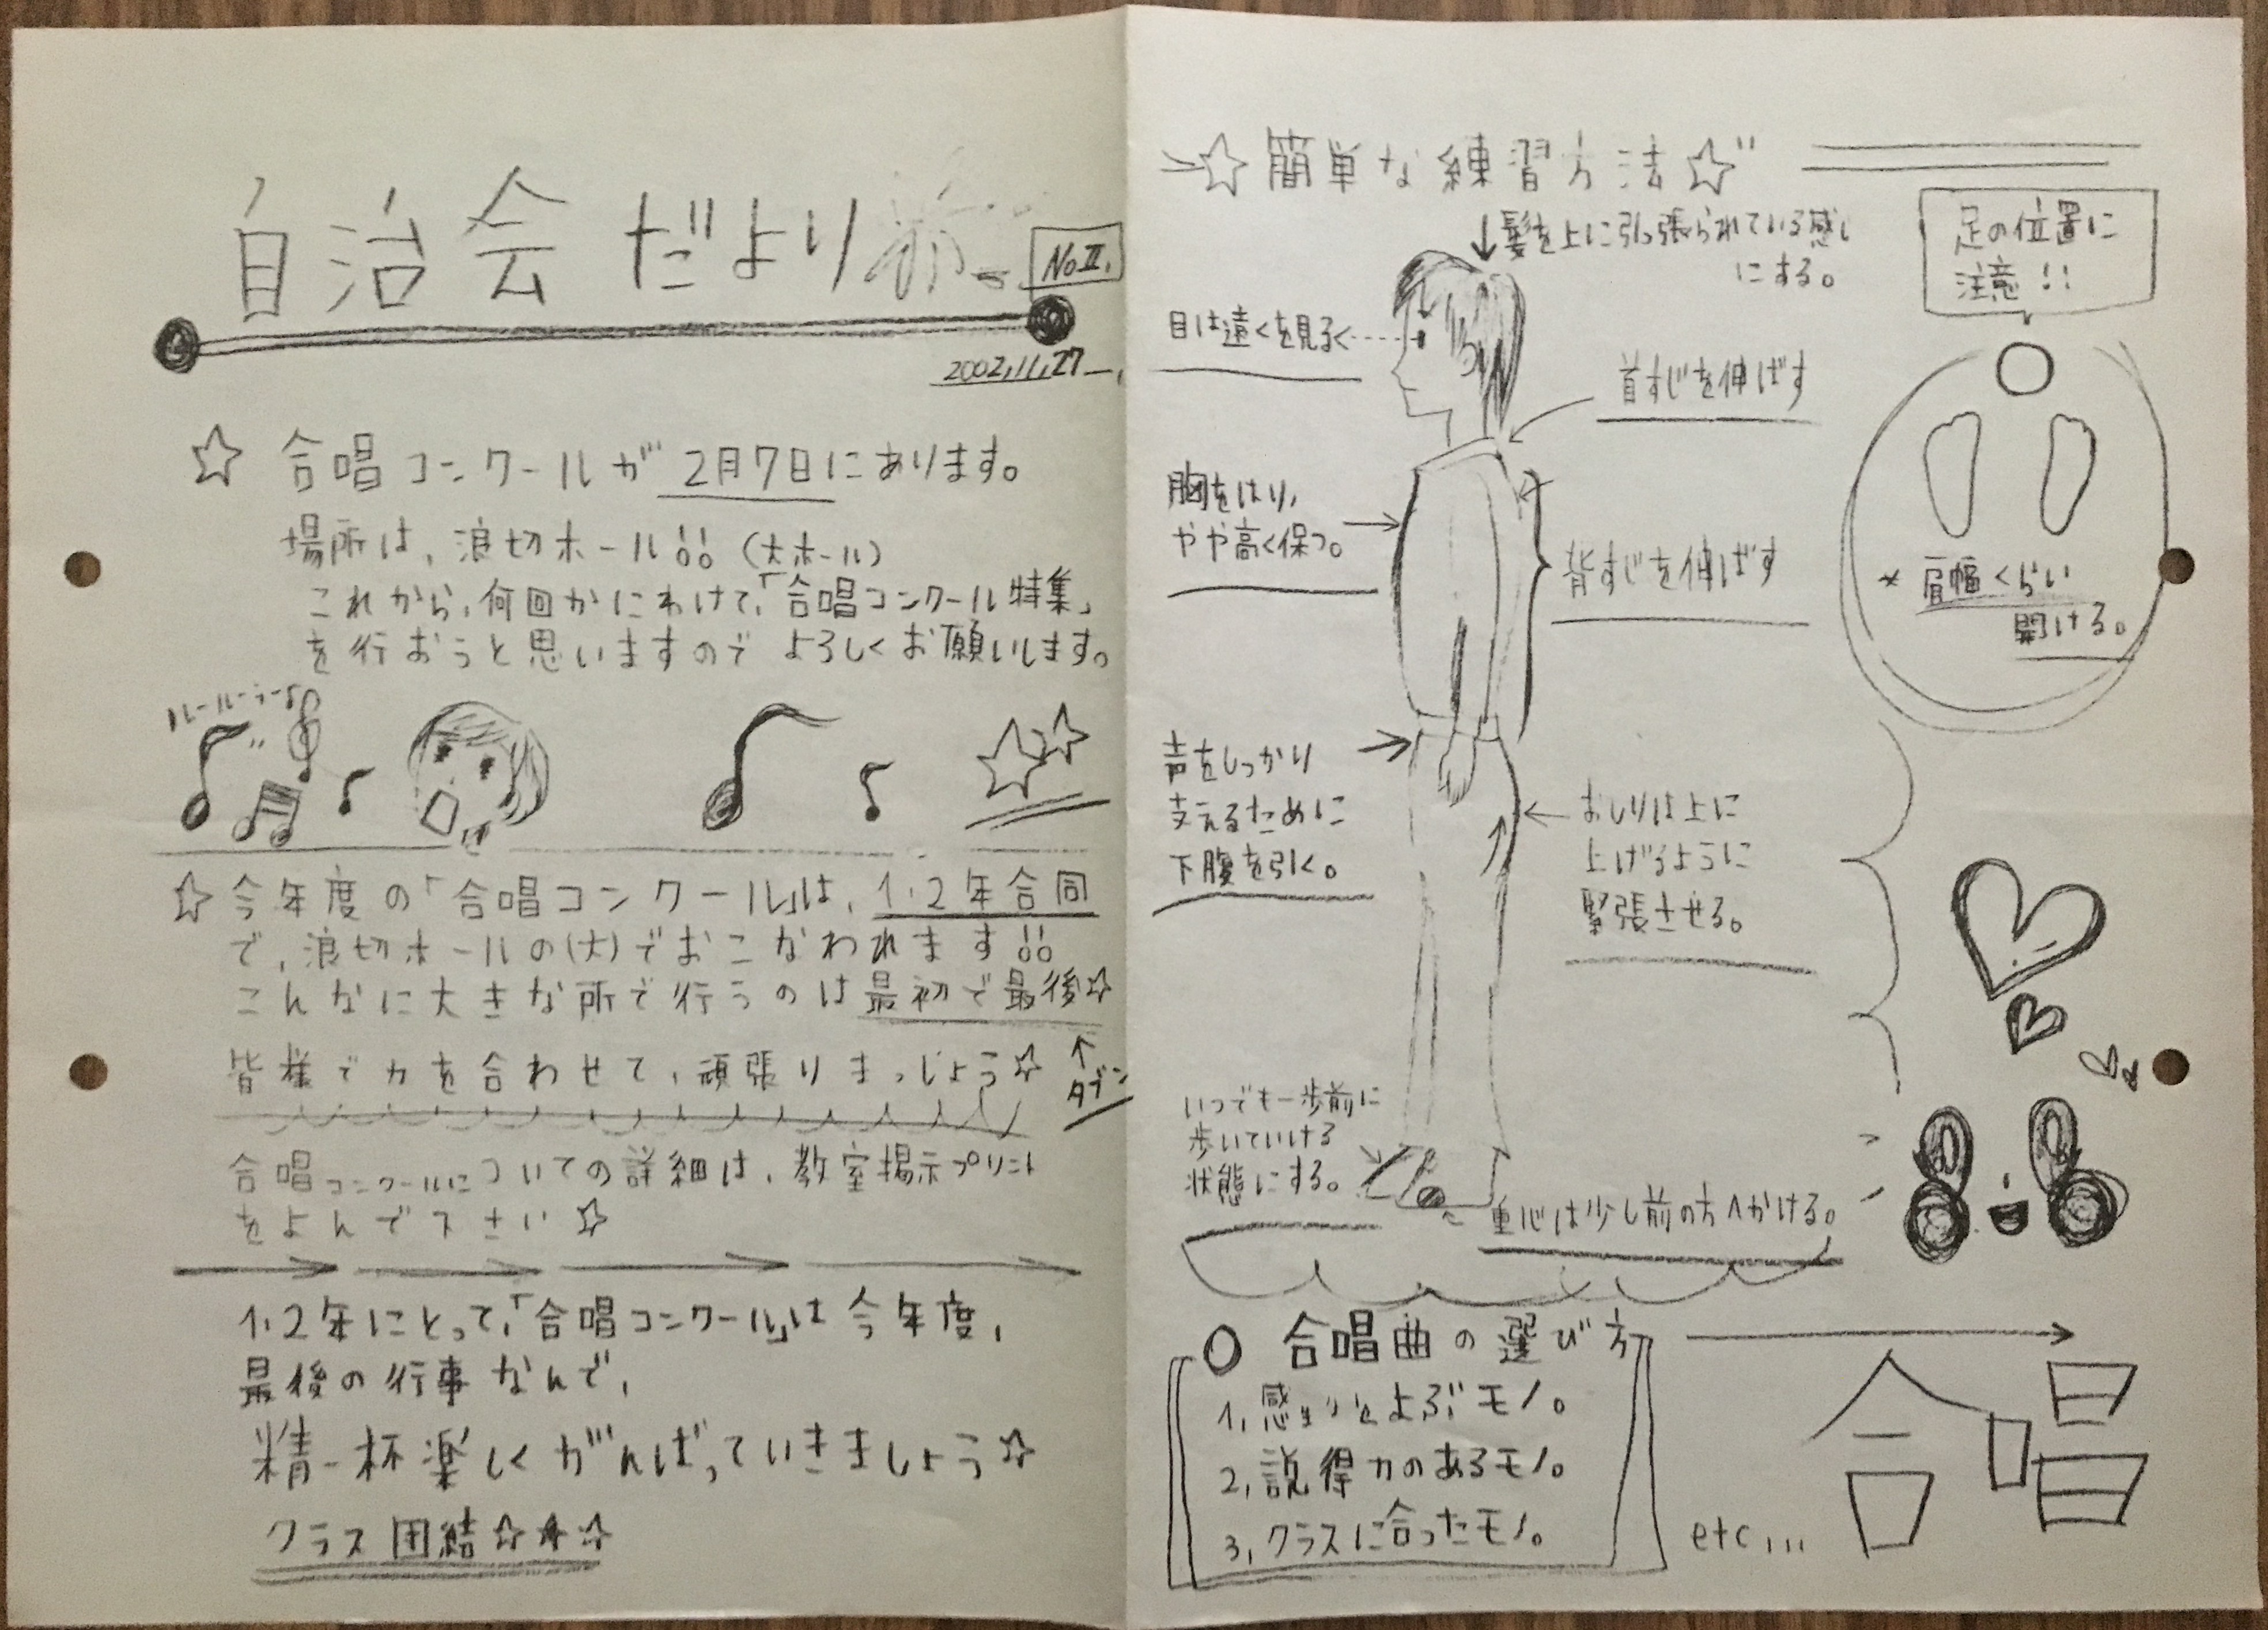 自治会だより
No.Ⅱ.
2002.11.27
☆ 合唱コンクールが2月7日にあります。
場所は、浪切ホール!!(大ホール)
これから、何回かにわけて、「合唱コンクール特集」
を行おうと思いますのでよろしくお願いします。
ルールーラー♪
☆今年度の「合唱コンクール」は、1・2年合同
で、浪切ホールの(大)でおこなわれます!!
こんなに大きな所で行うのは最初で最後☆
↑タブン
皆様で力を合わせて、頑張りまっしょう☆
合唱コンクールについての詳細は、教室掲示プリント
をよんで下さい☆
1・2年にとって、「合唱コンクール」は今年度、
最後の行事なんで、
精一杯楽しくがんばっていきましょう☆
クラス団結☆★☆
☆簡単な練習方法☆
↓髪を上に引っ張られている感じ
にする。
足の位置に
注意!!
目は遠くを見る
首すじを伸ばす
胸をはり、
やや高く保つ。
背すじを伸ばす
*肩幅くらい
開ける。
声をしっかり
支えるために
下腹を引く。
おしりは上に
上げるように
緊張させる。
いつでも一歩前に
歩いていける
状態にする。
重心は少し前の方へかける。
○ 合唱曲の選び方
1, 感動をよぶモノ。
2, 説得力のあるモノ。
3, クラスに合ったモノ。
etc...
合唱